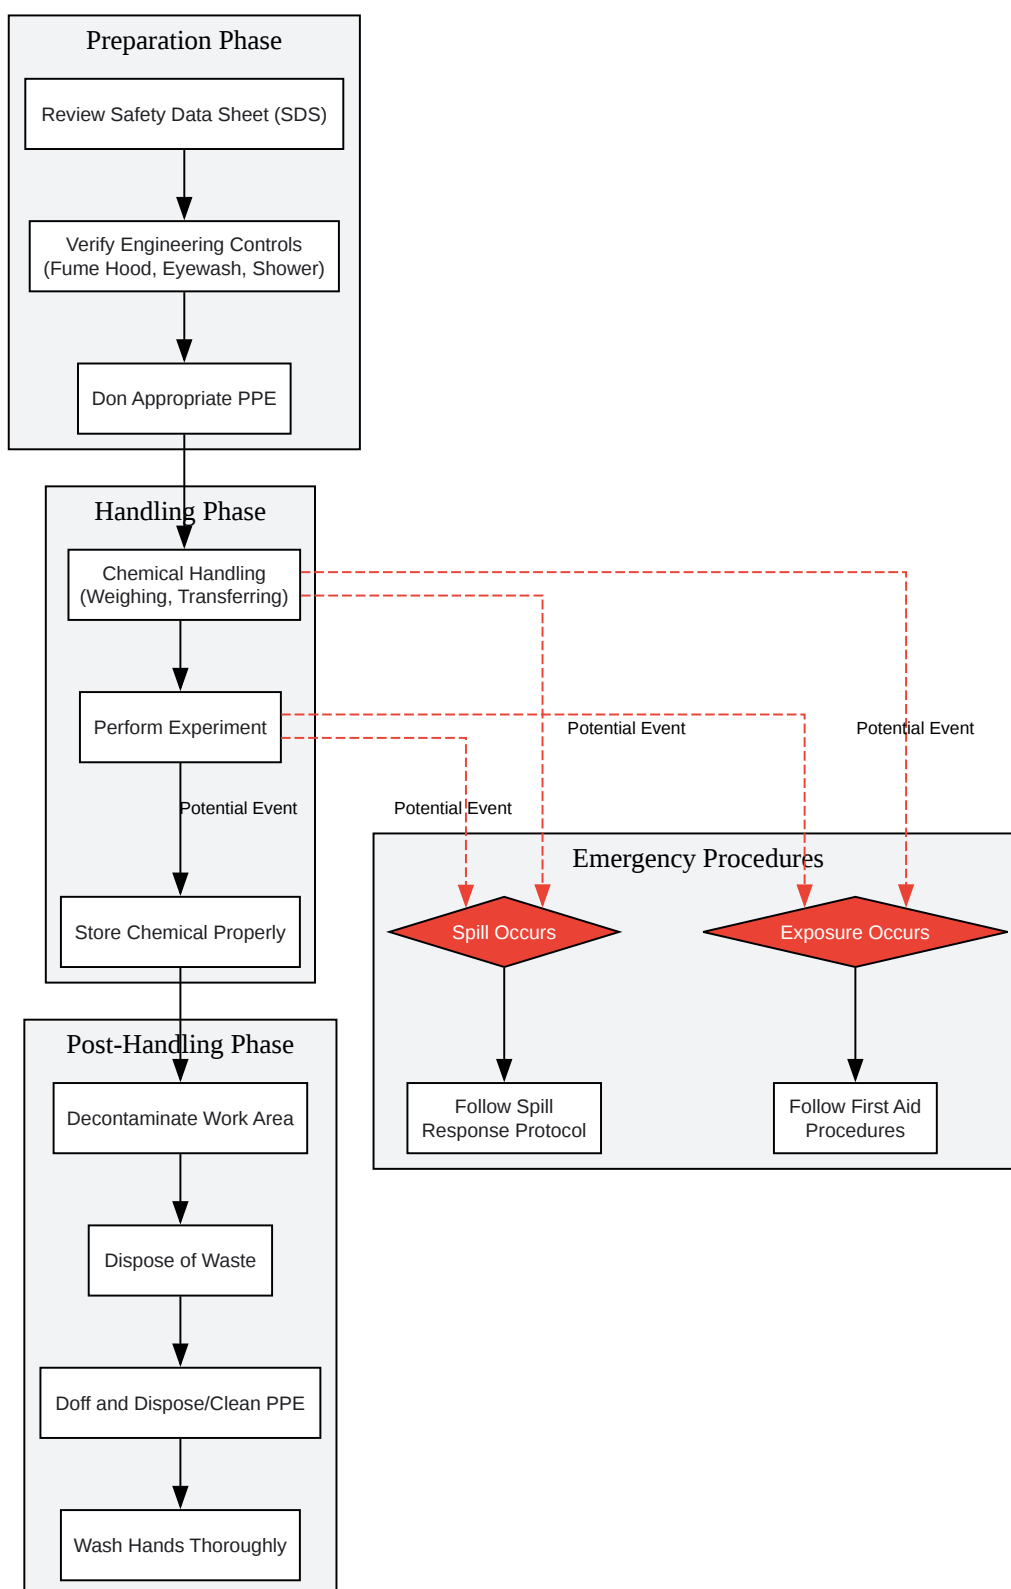 Preparation Phase
Review Safety Data Sheet (SDS)
Verify Engineering Controls
(Fume Hood, Eyewash, Shower)
Don Appropriate PPE
Handling Phase
Chemical Handling
(Weighing, Transferring)
Perform Experiment
Potential Event
Potential Event
Potential Event
Potential Event
Store Chemical Properly
Emergency Procedures
Spill Occurs
Exposure Occurs
Follow Spill
Response Protocol
Follow First Aid
Procedures
Post-Handling Phase
Decontaminate Work Area
Dispose of Waste
Doff and Dispose/Clean PPE
Wash Hands Thoroughly